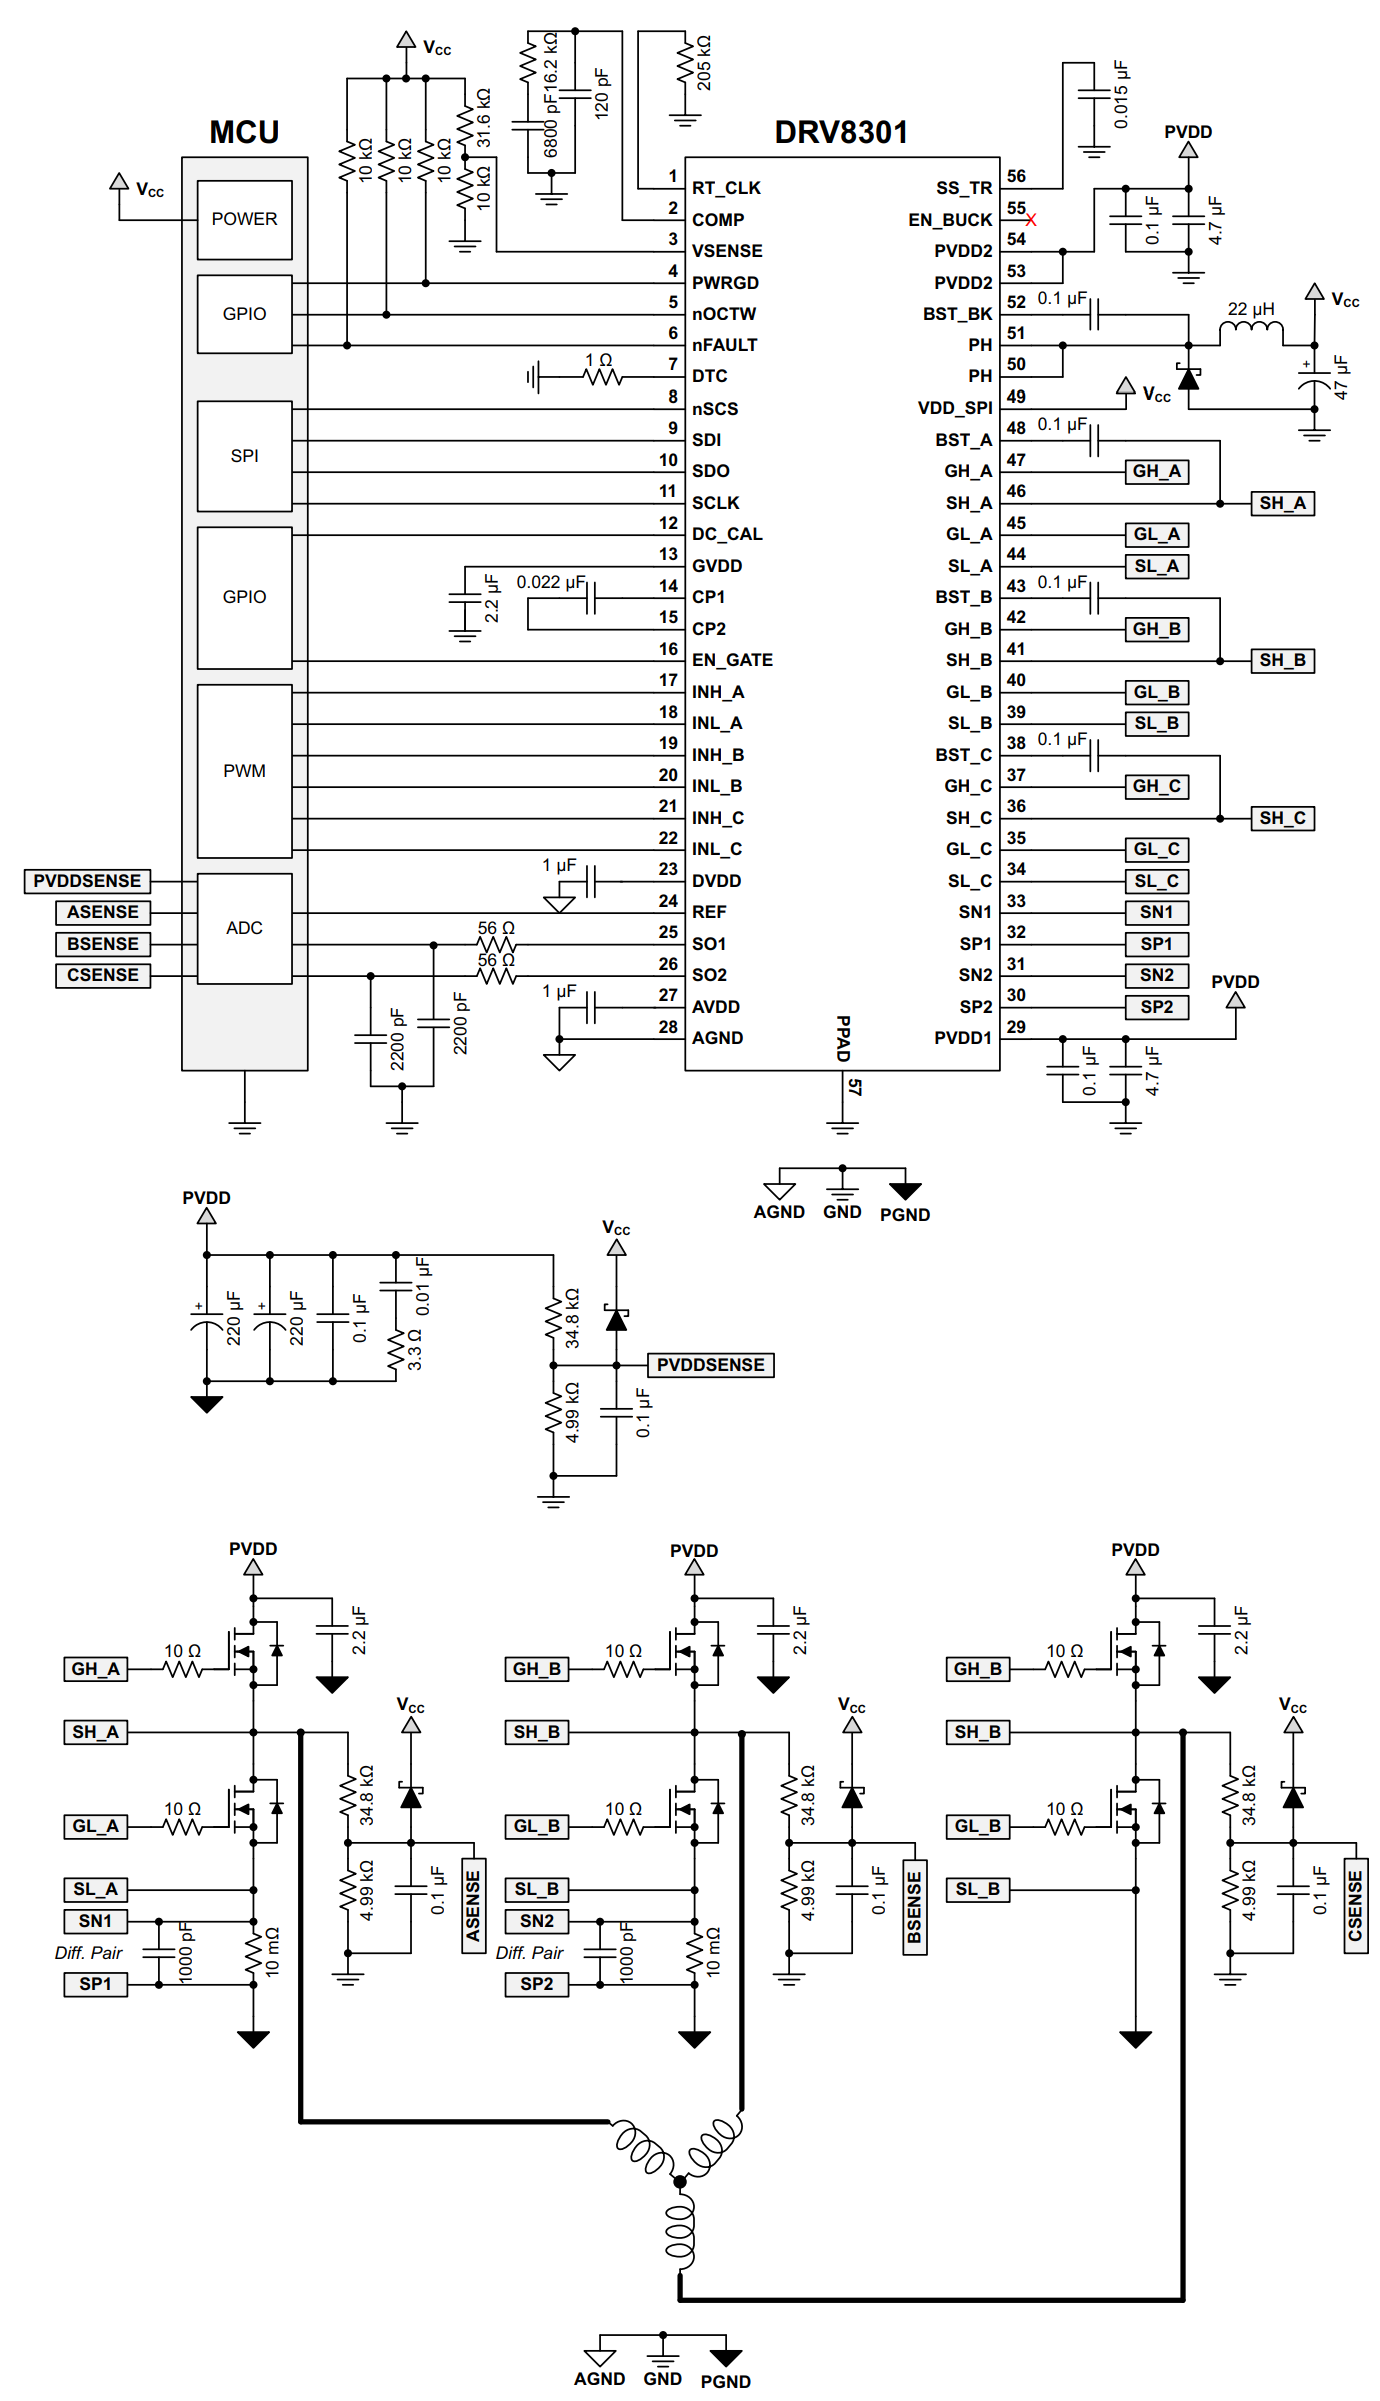 VCC
16.2 kΩ
6800 pF
120 pF
205 kΩ
0.015 µF
31.6 kΩ
10 kΩ
10 kΩ
10 kΩ
10 kΩ
MCU
DRV8301
PVDD
VCC
POWER
GPIO
SPI
GPIO
PWM
ADC
PVDDSENSE
ASENSE
BSENSE
CSENSE
1 RT_CLK
2 COMP
3 VSENSE
4 PWRGD
5 nOCTW
6 nFAULT
1 Ω
7 DTC
8 nSCS
9 SDI
10 SDO
11 SCLK
12 DC_CAL
13 GVDD
2.2 µF
0.022 µF
14 CP1
15 CP2
16 EN_GATE
17 INH_A
18 INL_A
19 INH_B
20 INL_B
21 INH_C
22 INL_C
1 µF
23 DVDD
24 REF
56 Ω
25 SO1
56 Ω
26 SO2
1 µF
27 AVDD
28 AGND
2200 pF
2200 pF
PPAD
57
SS_TR 56
EN_BUCK 55
X
PVDD2 54
PVDD2 53
0.1 µF
4.7 µF
BST_BK 52
0.1 µF
22 µH
VCC
PH 51
PH 50
47 µF
+
VDD_SPI 49
VCC
BST_A 48
0.1 µF
GH_A 47
GH_A
SH_A 46
SH_A
GL_A 45
GL_A
SL_A 44
SL_A
BST_B 43
0.1 µF
GH_B 42
GH_B
SH_B 41
SH_B
GL_B 40
GL_B
SL_B 39
SL_B
BST_C 38
0.1 µF
GH_C 37
GH_C
SH_C 36
SH_C
GL_C 35
GL_C
SL_C 34
SL_C
SN1 33
SN1
SP1 32
SP1
SN2 31
SN2
SP2 30
SP2
PVDD
PVDD1 29
0.1 µF
4.7 µF
AGND
GND
PGND
PVDD
+
220 µF
+
220 µF
0.1 µF
0.01 µF
3.3 Ω
VCC
34.8 kΩ
PVDDSENSE
4.99 kΩ
0.1 µF
PVDD
2.2 µF
GH_A
10 Ω
SH_A
VCC
34.8 kΩ
GL_A
10 Ω
4.99 kΩ
0.1 µF
ASENSE
SL_A
SN1
Diff. Pair
1000 pF
10 mΩ
SP1
PVDD
2.2 µF
GH_B
10 Ω
SH_B
VCC
34.8 kΩ
GL_B
10 Ω
4.99 kΩ
0.1 µF
BSENSE
SL_B
SN2
Diff. Pair
1000 pF
10 mΩ
SP2
PVDD
2.2 µF
GH_B
10 Ω
SH_B
VCC
34.8 kΩ
GL_B
10 Ω
4.99 kΩ
0.1 µF
CSENSE
SL_B
AGND
GND
PGND